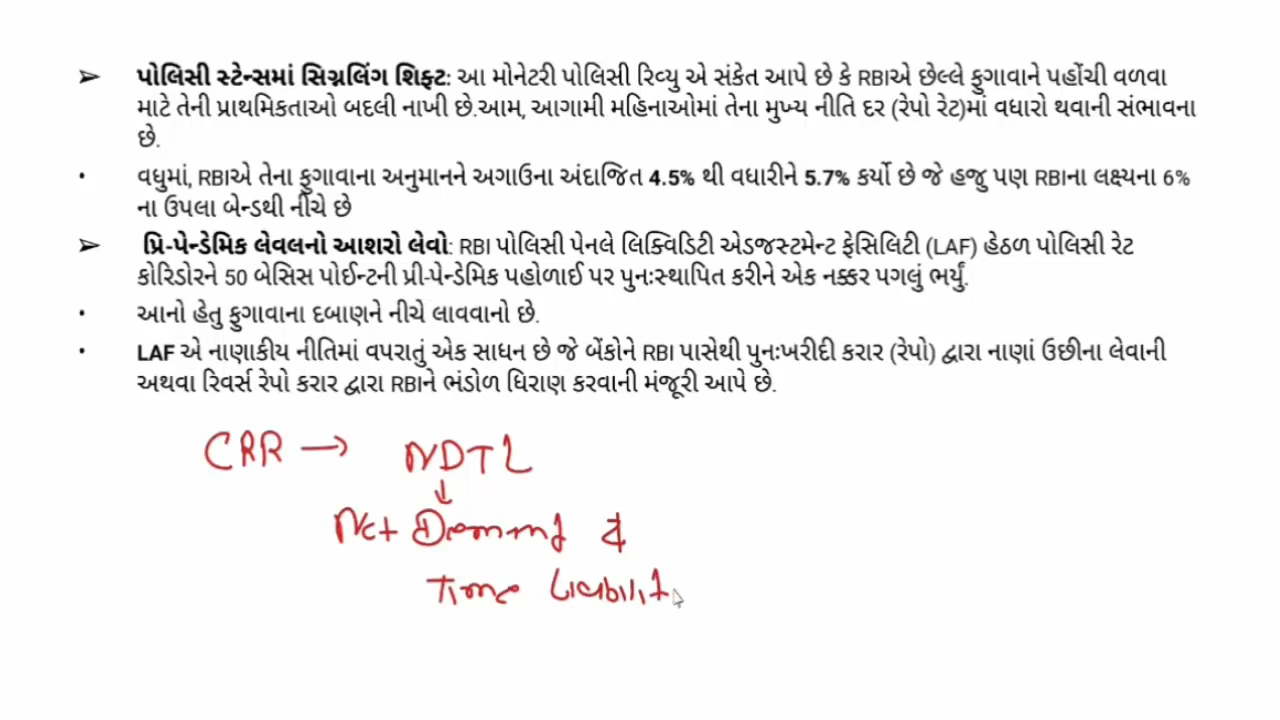 ➢ પોલિસી સ્ટેન્સમાં સિગ્નલિંગ શિફ્ટ: આ મોનેટરી પોલિસી રિવ્યુ એ સંકેત આપે છે કે RBIએ છેલ્લે ફુગાવાને પહોંચી વળવા
માટે તેની પ્રાથમિકતાઓ બદલી નાખી છે.આમ, આગામી મહિનાઓમાં તેના મુખ્ય નીતિ દર (રેપો રેટ)માં વધારો થવાની સંભાવના
છે.
• વધુમાં, RBIએ તેના ફુગાવાના અનુમાનને અગાઉના અંદાજિત 4.5% થી વધારીને 5.7% કર્યો છે જે હજુ પણ RBIના લક્ષ્યના 6%
ના ઉપલા બેન્ડથી નીચે છે
➢ પ્રિ-પેન્ડેમિક લેવલનો આશરો લેવો: RBI પોલિસી પેનલે લિક્વિડિટી એડજસ્ટમેન્ટ ફેસિલિટી (LAF) હેઠળ પોલિસી રેટ
કોરિડોરને 50 બેસિસ પોઈન્ટની પ્રી-પેન્ડેમિક પહોળાઈ પર પુનઃસ્થાપિત કરીને એક નક્કર પગલું ભર્યું.
• આનો હેતુ ફુગાવાના દબાણને નીચે લાવવાનો છે.
• LAF એ નાણાકીય નીતિમાં વપરાતું એક સાધન છે જે બેંકોને RBI પાસેથી પુનઃખરીદી કરાર (રેપો) દ્વારા નાણાં ઉછીના લેવાની
અથવા રિવર્સ રેપો કરાર દ્વારા RBIને ભંડોળ ધિરાણ કરવાની મંજૂરી આપે છે.
CRR → NDTL
↓
Net Demand &
Time Liabilit